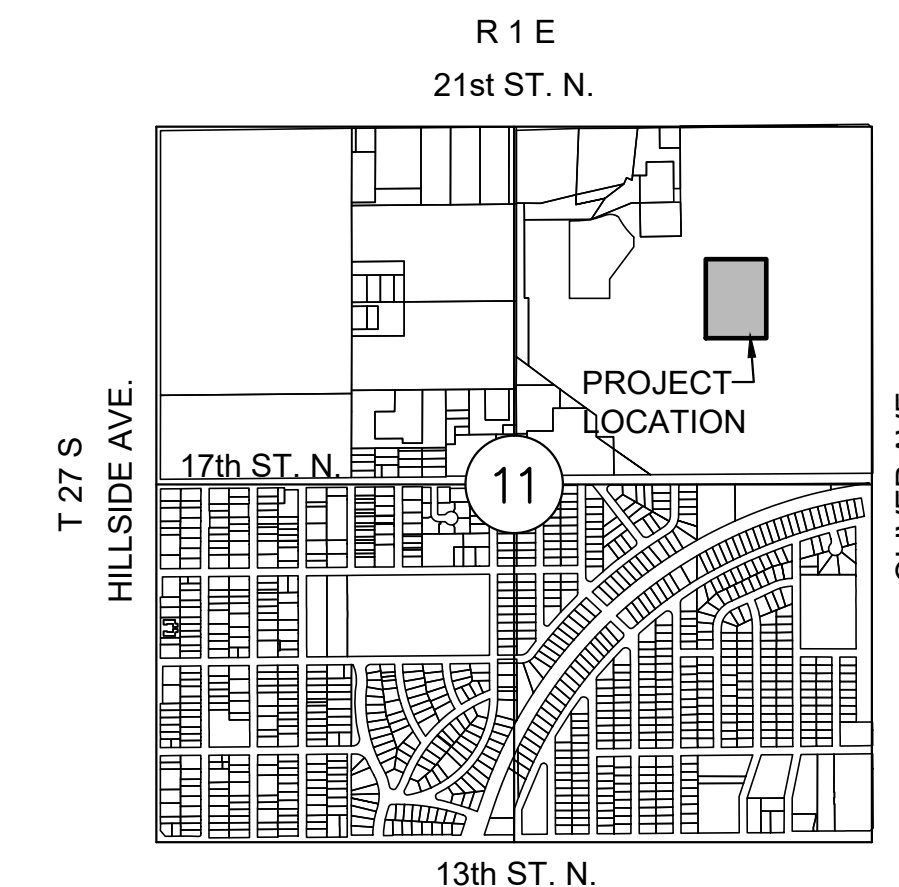 R 1 E
21st ST. N.
PROJECT
LOCATION
T 27 S
HILLSIDE AVE.
17th ST. N.
11
13th ST. N.